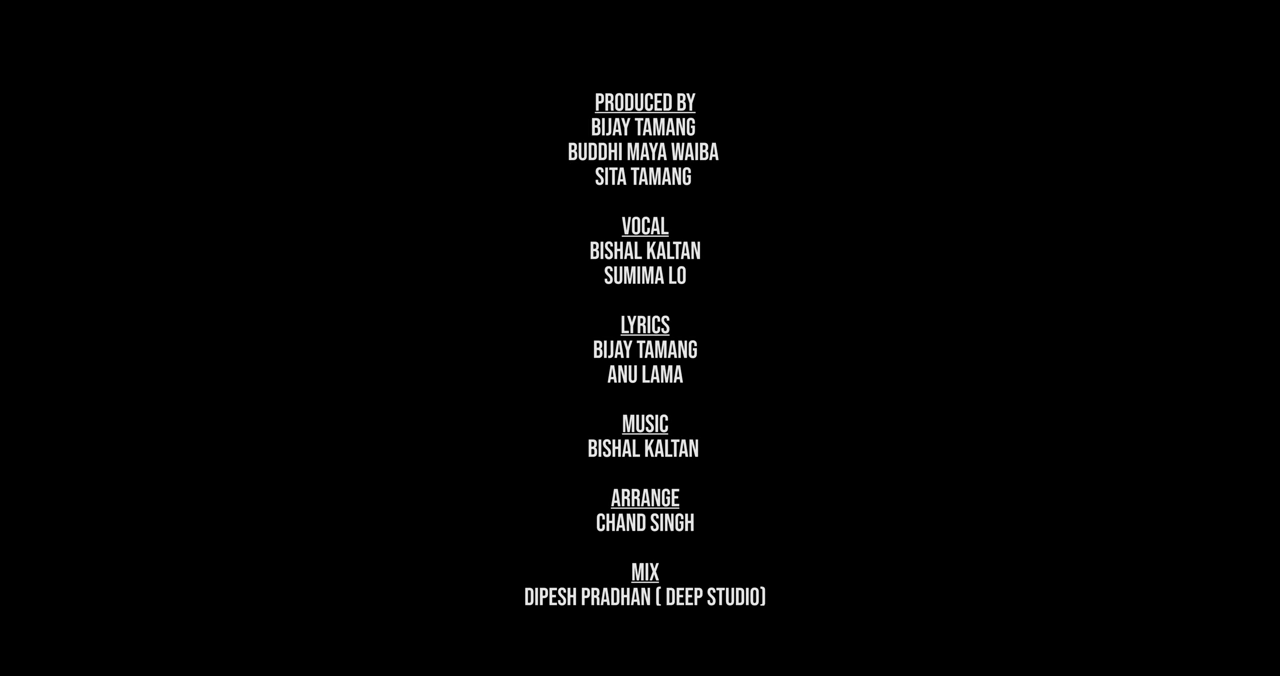 PRODUCED BY
BIJAY TAMANG
BUDDHI MAYA WAIBA
SITA TAMANG
VOCAL
BISHAL KALTAN
SUMIMA LO
LYRICS
BIJAY TAMANG
ANU LAMA
MUSIC
BISHAL KALTAN
ARRANGE
CHAND SINGH
MIX
DIPESH PRADHAN ( DEEP STUDIO)